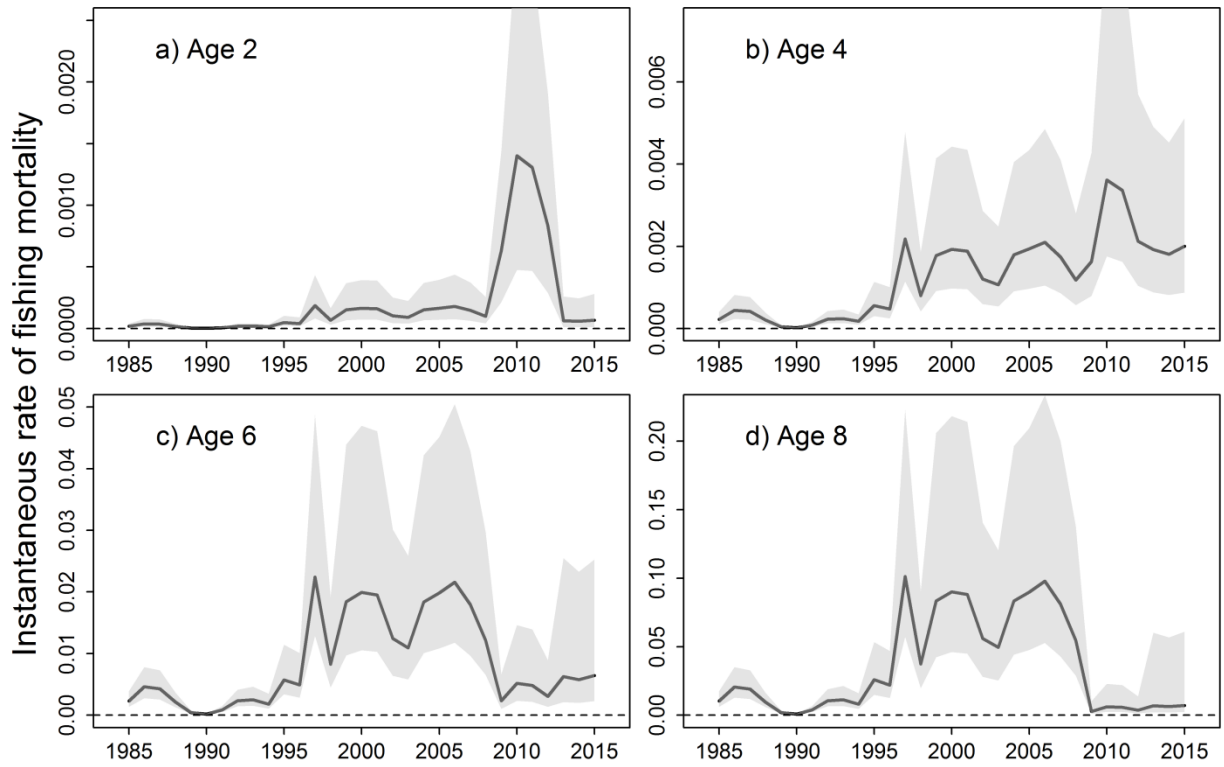 Instantaneous rate of fishing mortality
a) Age 2
0.0000 0.0010 0.0020
1985 1990 1995 2000 2005 2010 2015
b) Age 4
0.000 0.002 0.004 0.006
1985 1990 1995 2000 2005 2010 2015
c) Age 6
0.00 0.01 0.02 0.03 0.04 0.05
1985 1990 1995 2000 2005 2010 2015
d) Age 8
0.00 0.05 0.10 0.15 0.20
1985 1990 1995 2000 2005 2010 2015